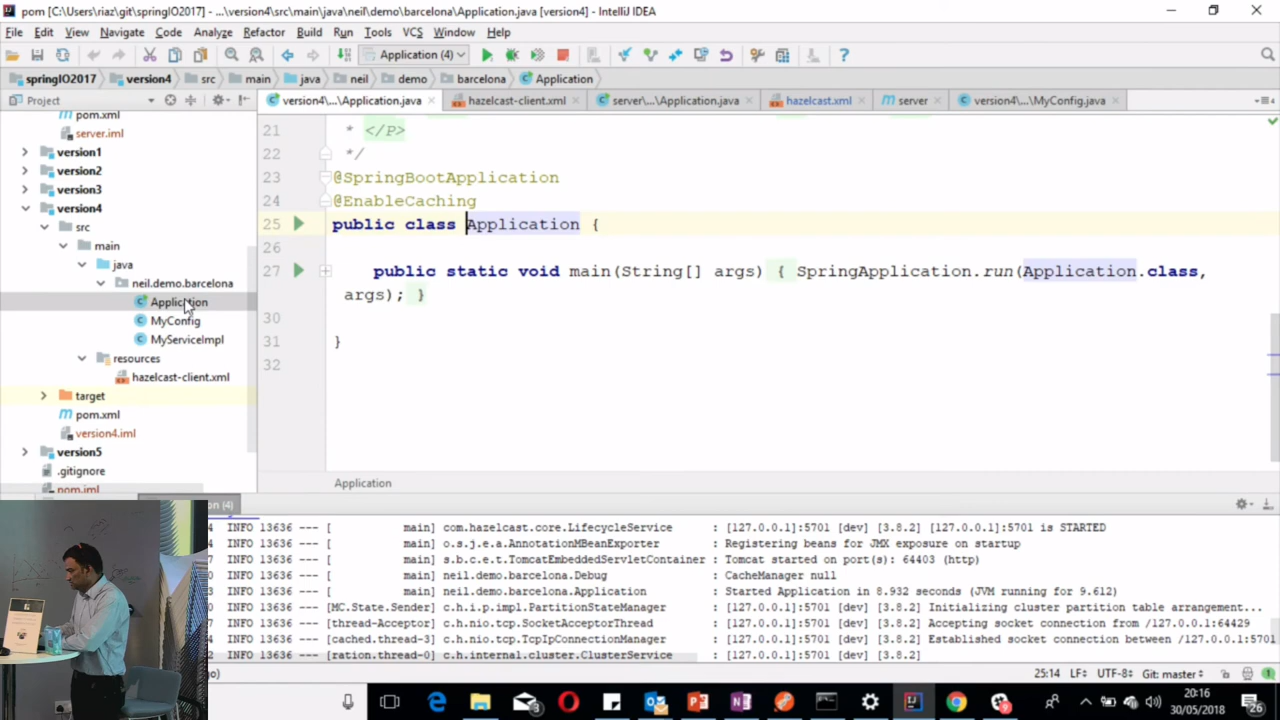 pom [C:\Users\riaz\git\springIO2017] - ...\version4\src\main\java\neil\demo\barcelona\Application.java [version4] - IntelliJ IDEA
File Edit View Navigate Code Analyze Refactor Build Run Tools VCS Window Help
Application (4)
springIO2017 version4 src main java neil demo barcelona Application
Project
version4\...\Application.java hazelcast-client.xml server\...\Application.java hazelcast.xml server version4\...\MyConfig.java
pom.xml
server.iml
version1
version2
version3
version4
src
main
java
neil.demo.barcelona
Application
MyConfig
MyServiceImpl
resources
hazelcast-client.xml
target
pom.xml
version4.iml
version5
.gitignore
pom.iml
21 * </P>
22 */
23 @SpringBootApplication
24 @EnableCaching
25 public class Application {
26
27 public static void main(String[] args) { SpringApplication.run(Application.class,
args); }
30
31 }
32
Application
on (4)
4 INFO 13636 --- [ main] com.hazelcast.core.LifecycleService : [127.0.0.1]:5701 [dev] [3.8.2] [127.0.0.1]:5701 is STARTED
4 INFO 13636 --- [ main] o.s.j.e.a.AnnotationMBeanExporter : Registering beans for JMX exposure on startup
4 INFO 13636 --- [ main] s.b.c.e.t.TomcatEmbeddedServletContainer : Tomcat started on port(s): 64403 (http)
5 INFO 13636 --- [ main] neil.demo.barcelona.Debug : CacheManager null
8 INFO 13636 --- [ main] neil.demo.barcelona.Application : Started Application in 8.932 seconds (JVM running for 9.612)
INFO 13636 --- [MC.State.Sender] c.h.i.p.impl.PartitionStateManager : [127.0.0.1]:5701 [dev] [3.8.2] Initializing cluster partition table arrangement...
INFO 13636 --- [thread-Acceptor] c.h.nio.tcp.SocketAcceptorThread : [127.0.0.1]:5701 [dev] [3.8.2] Accepting socket connection from /127.0.0.1:64429
INFO 13636 --- [cached.thread-3] c.h.nio.tcp.TcpIpConnectionManager : [127.0.0.1]:5701 [dev] [3.8.2] Established socket connection between /127.0.0.1:5701
INFO 13636 --- [ration.thread-0] c.h.internal.cluster.ClusterService : [127.0.0.1]:5701 [dev] [3.8.2]
25:14 LF÷ UTF-8÷ Git: master÷
20:16
30/05/2018